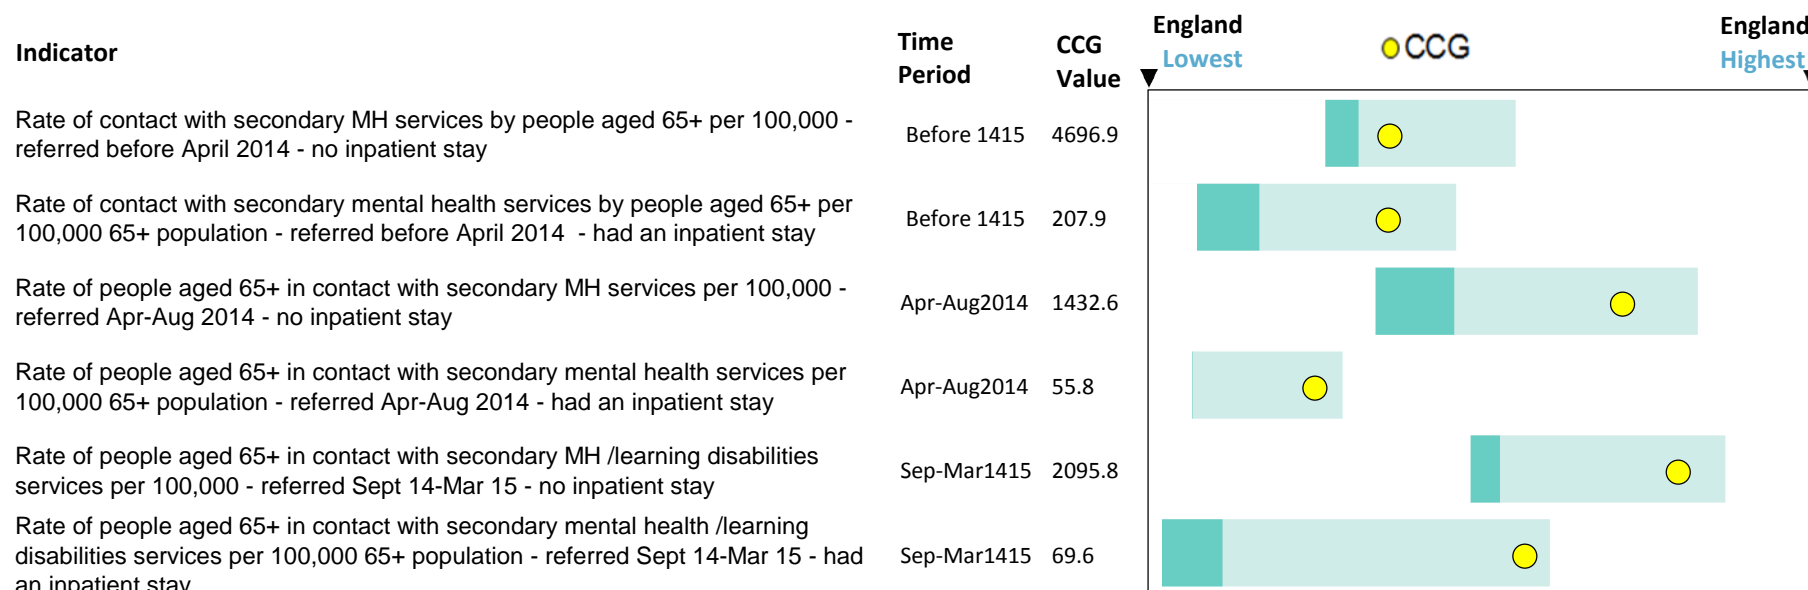 Indicator
Time Period
CCG Value
England Lowest
CCG
England Highest
Rate of contact with secondary MH services by people aged 65+ per 100,000 -
referred before April 2014 - no inpatient stay
Before 1415
4696.9
Rate of contact with secondary mental health services by people aged 65+ per
100,000 65+ population - referred before April 2014 - had an inpatient stay
Before 1415
207.9
Rate of people aged 65+ in contact with secondary MH services per 100,000 -
referred Apr-Aug 2014 - no inpatient stay
Apr-Aug2014
1432.6
Rate of people aged 65+ in contact with secondary mental health services per
100,000 65+ population - referred Apr-Aug 2014 - had an inpatient stay
Apr-Aug2014
55.8
Rate of people aged 65+ in contact with secondary MH /learning disabilities
services per 100,000 - referred Sept 14-Mar 15 - no inpatient stay
Sep-Mar1415
2095.8
Rate of people aged 65+ in contact with secondary mental health /learning
disabilities services per 100,000 65+ population - referred Sept 14-Mar 15 - had
an inpatient stay
Sep-Mar1415
69.6